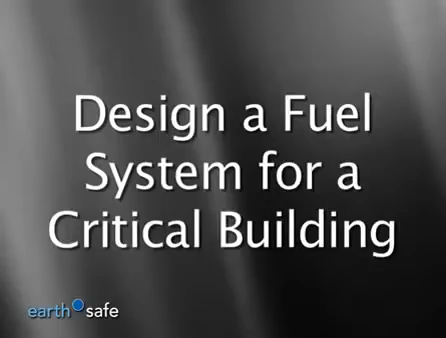 Design a Fuel
System for a
Critical Building
earth safe